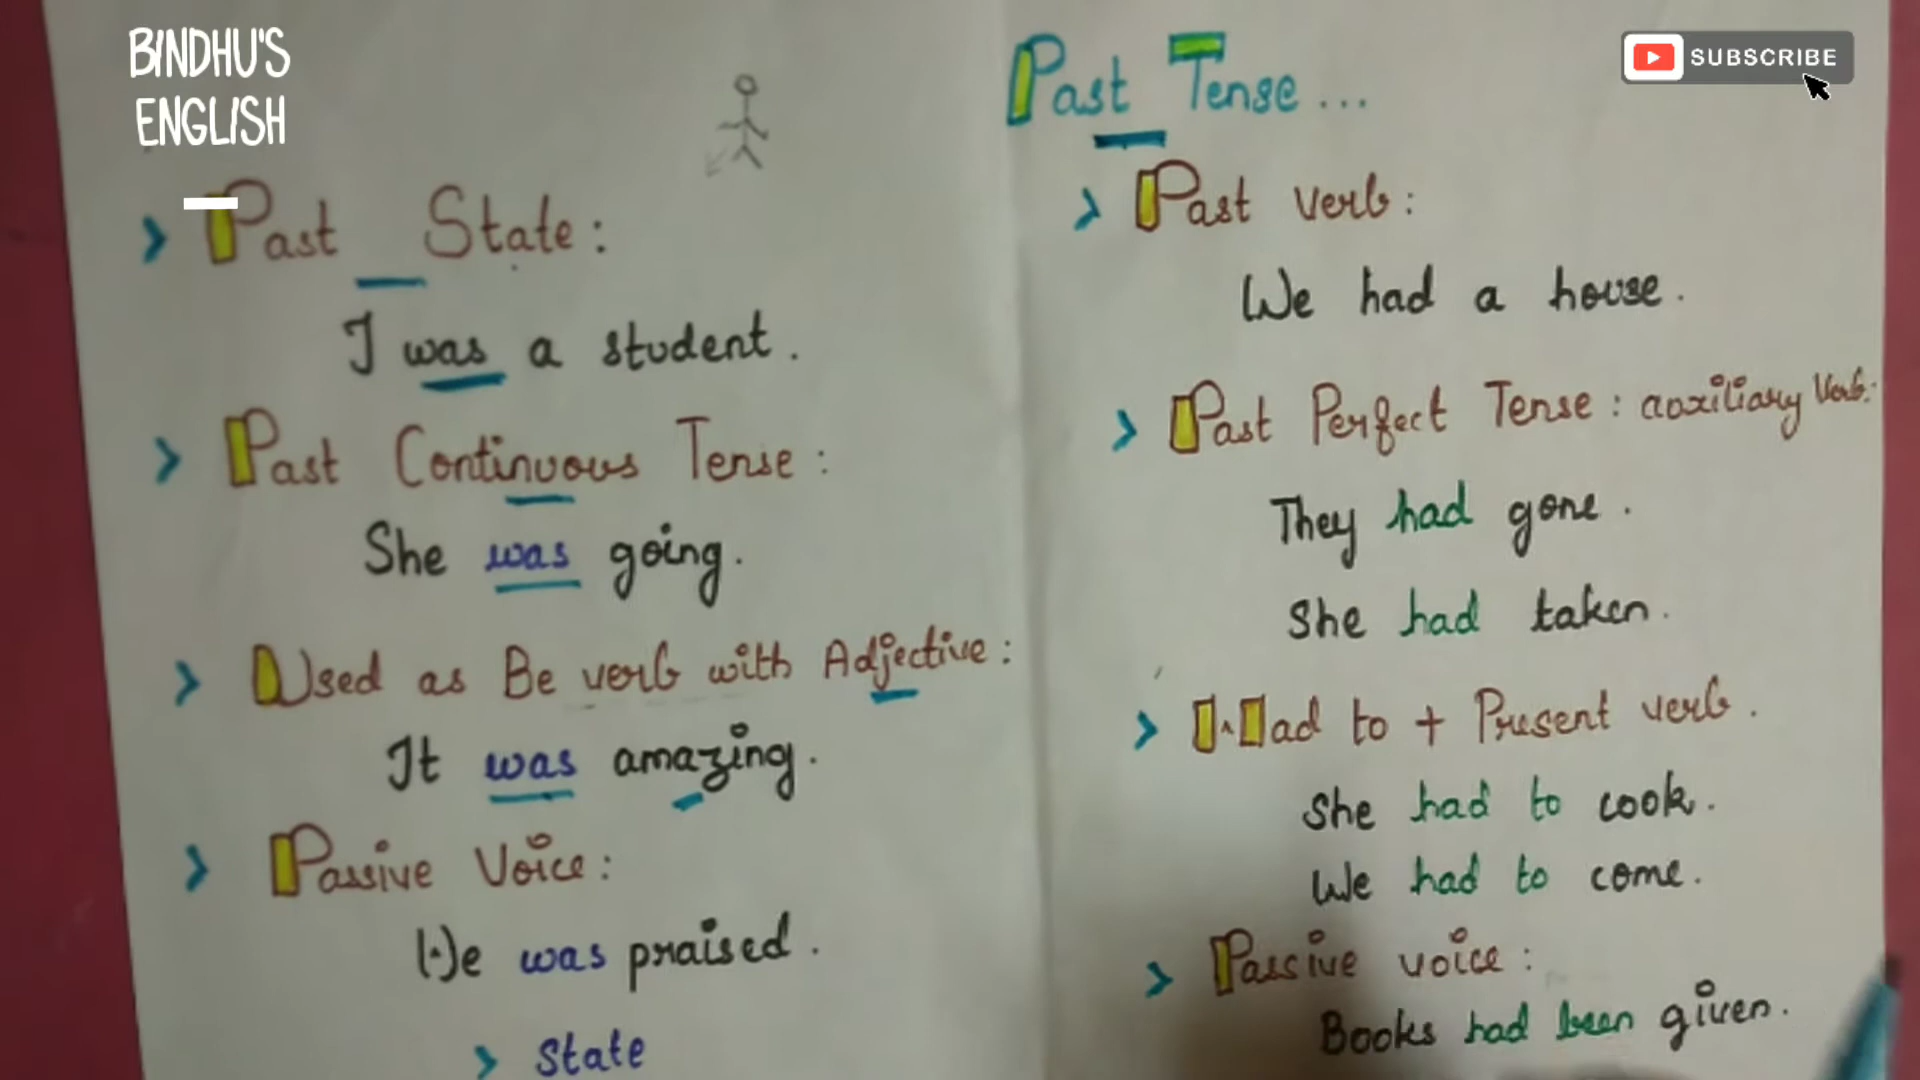 BINDHU'S
ENGLISH
Past State:
I was a student.
Past Continuous Tense:
She was going.
Used as Be verb with Adjective:
It was amazing.
Passive Voice:
He was praised.
State
SUBSCRIBE
Past Tense...
Past verb:
We had a house.
Past Perfect Tense: auxiliary Verb:
They had gone.
She had taken.
Had to + Present verb.
She had to cook.
We had to come.
Passive voice:
Books had been given.